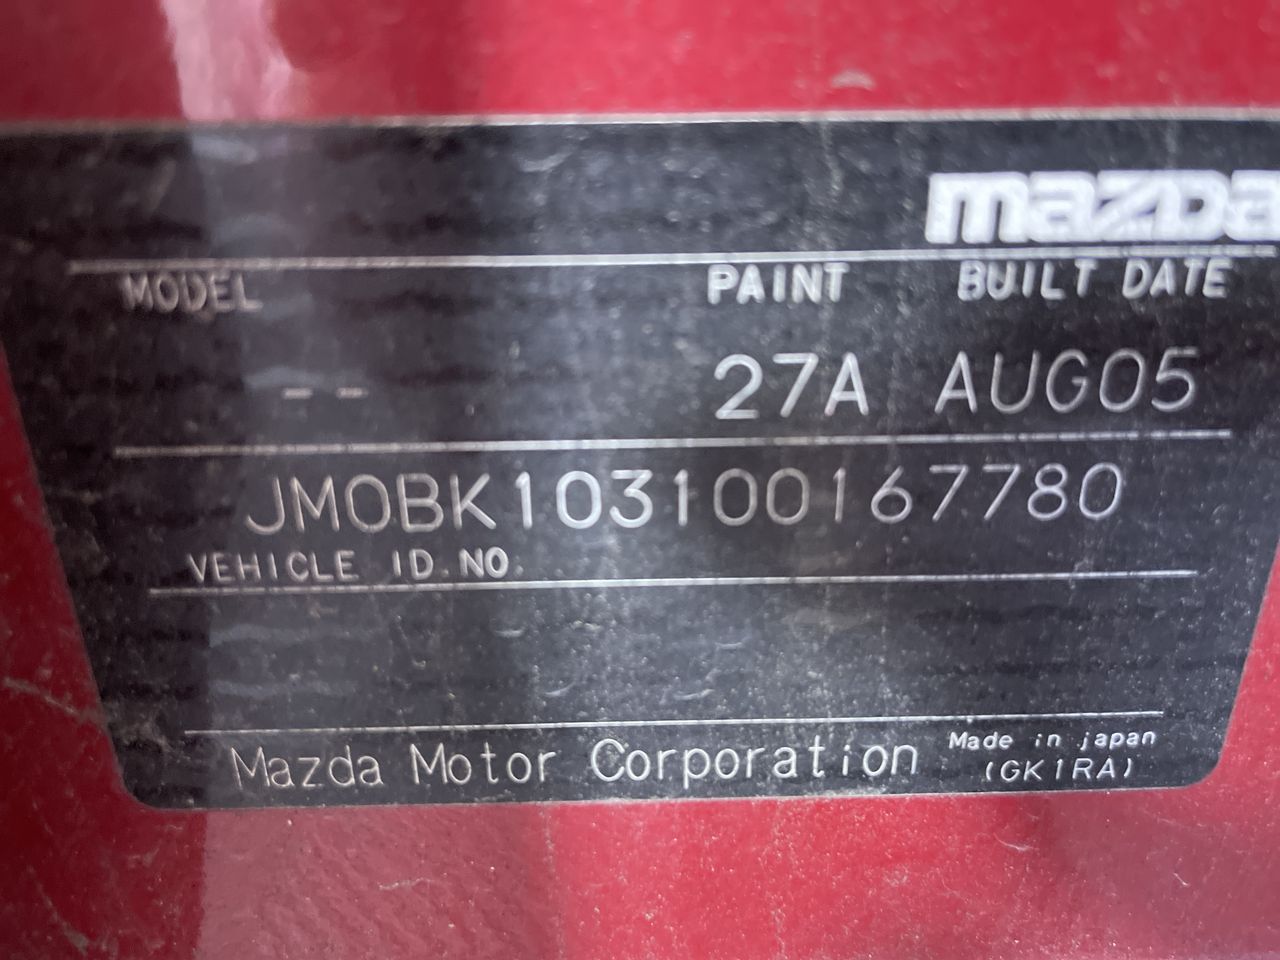 mazda
MODEL PAINT BUILT DATE
-- 27A AUG05
JM0BK103100167780
VEHICLE ID.NO.
Mazda Motor Corporation Made in japan
(GK1RA)